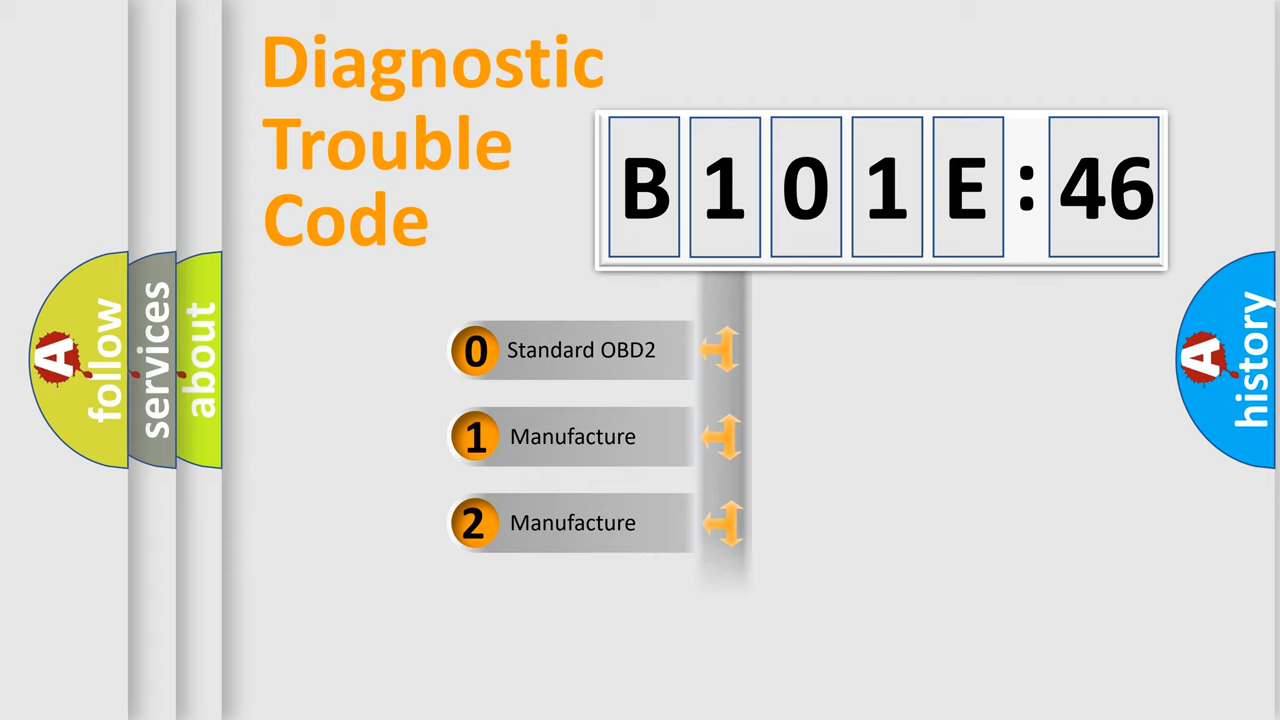 Diagnostic
Trouble
Code
B 1 0 1 E : 46
0 Standard OBD2
1 Manufacture
2 Manufacture
A follow
services
about
A history